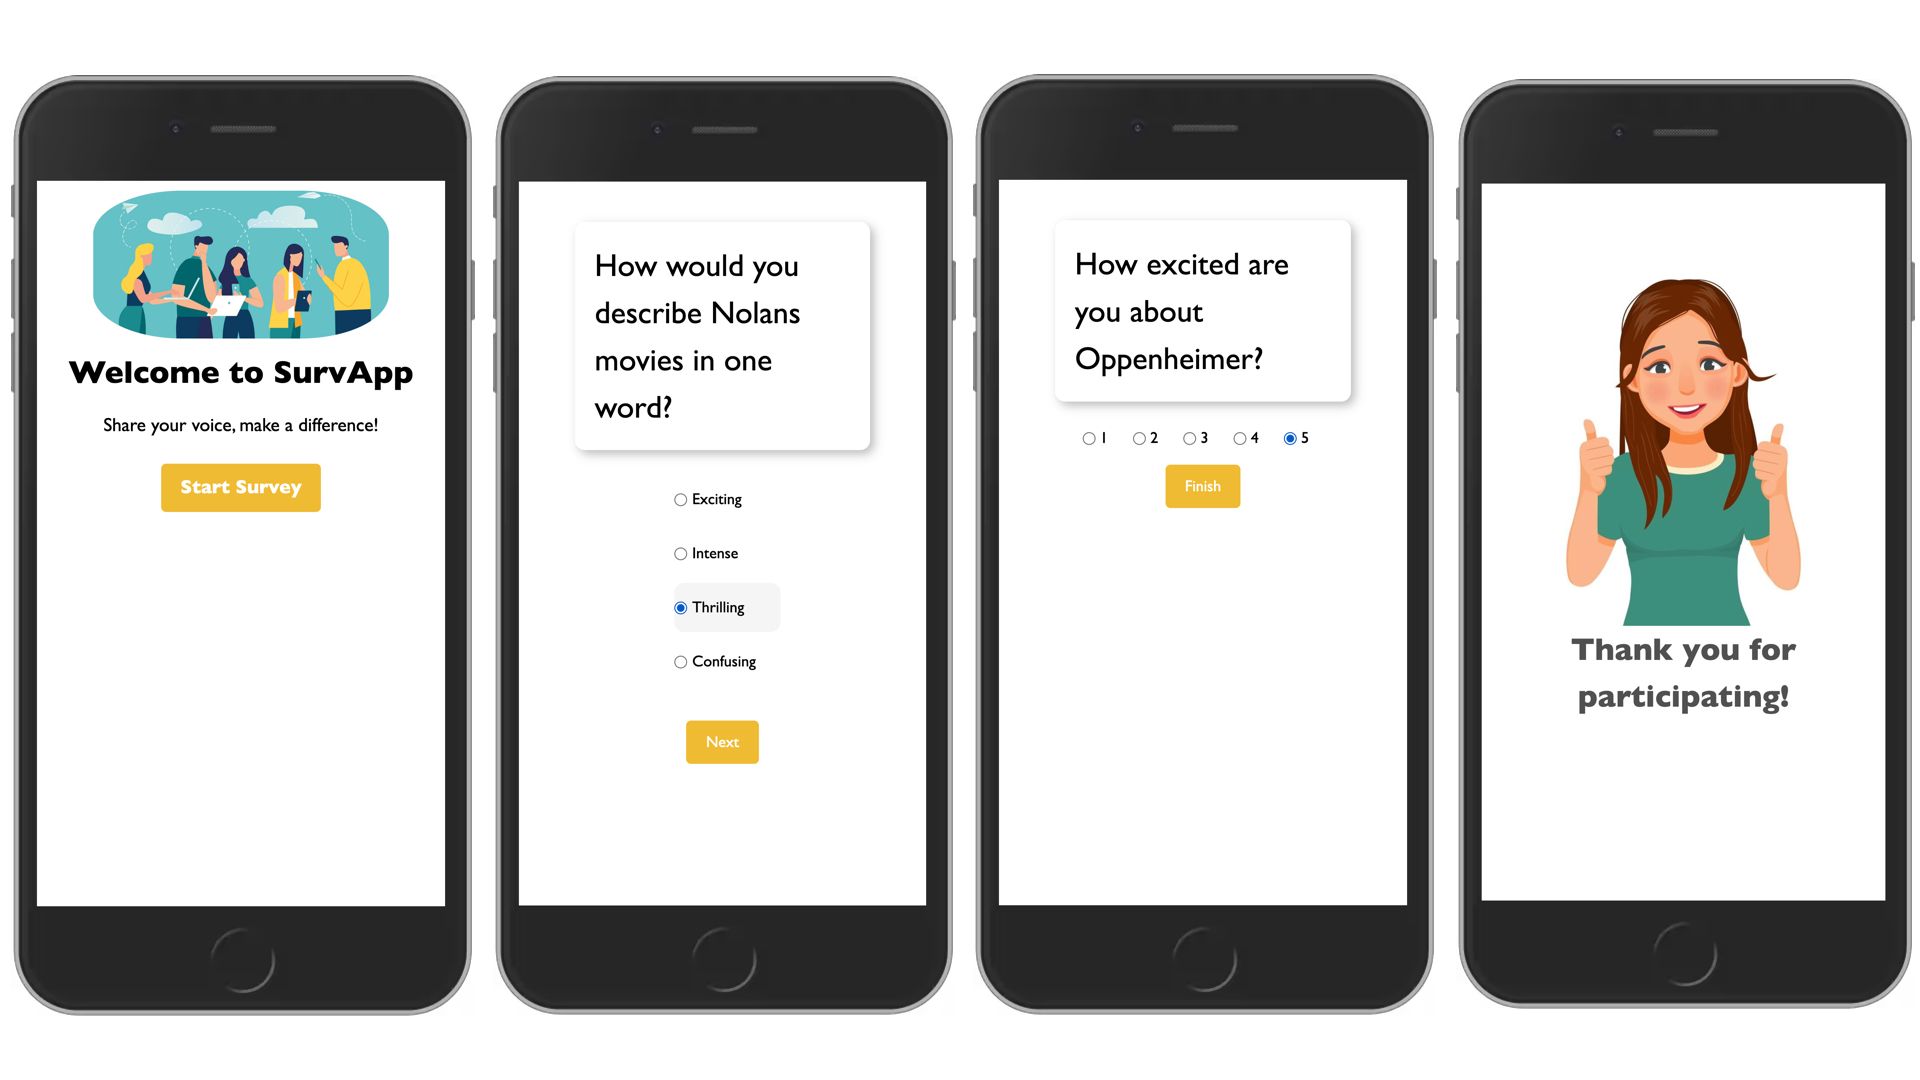 Welcome to SurvApp
Share your voice, make a difference!
Start Survey
How would you
describe Nolans
movies in one
word?
Exciting
Intense
Thrilling
Confusing
Next
How excited are
you about
Oppenheimer?
1 2 3 4 5
Finish
Thank you for
participating!